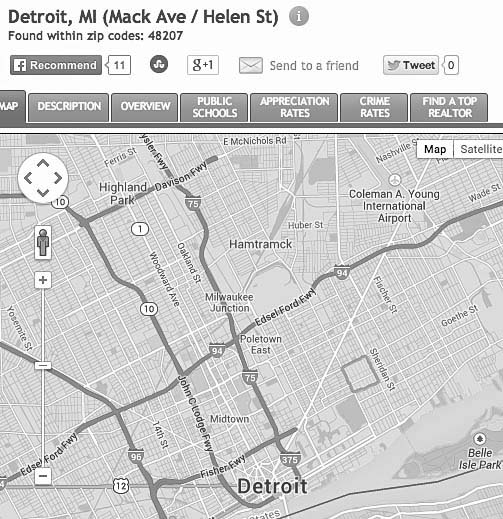 Detroit, MI (Mack Ave / Helen St) i
Found within zip codes: 48207
f Recommend 11 g+1 Send to a friend Tweet 0
MAP DESCRIPTION OVERVIEW PUBLIC SCHOOLS APPRECIATION RATES CRIME RATES FIND A TOP REALTOR
Map Satellite
E McNichols Rd
Nashville
Ferris St
Davison Fwy
Highland Park
Coleman A. Young International Airport
Wade St
10
75
1
Huber St
Hamtramck
Oakland St
Woodward Ave
94
Fischer St
Milwaukee Junction
Edsel Ford Fwy
Goethe St
10
Yosemite St
94
Poletown East
Sheridan St
75
John C Lodge Fwy
Midtown
14th St
Edsel Ford Fwy
96
Fisher Fwy
375
Belle Isle Park
12
Detroit
States